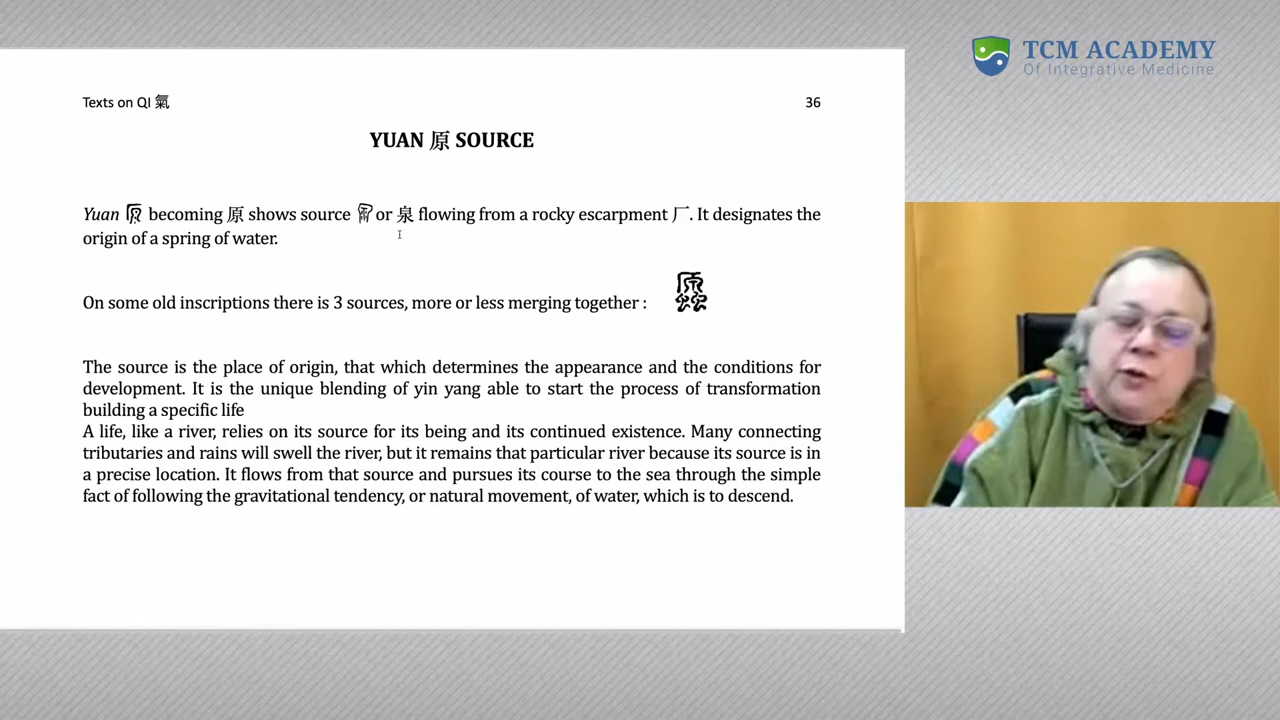 TCM ACADEMY
Of Integrative Medicine
Texts on QI 氣
36
YUAN 原 SOURCE
Yuan becoming 原 shows source or 泉 flowing from a rocky escarpment 厂. It designates the
origin of a spring of water.
On some old inscriptions there is 3 sources, more or less merging together :
The source is the place of origin, that which determines the appearance and the conditions for
development. It is the unique blending of yin yang able to start the process of transformation
building a specific life
A life, like a river, relies on its source for its being and its continued existence. Many connecting
tributaries and rains will swell the river, but it remains that particular river because its source is in
a precise location. It flows from that source and pursues its course to the sea through the simple
fact of following the gravitational tendency, or natural movement, of water, which is to descend.